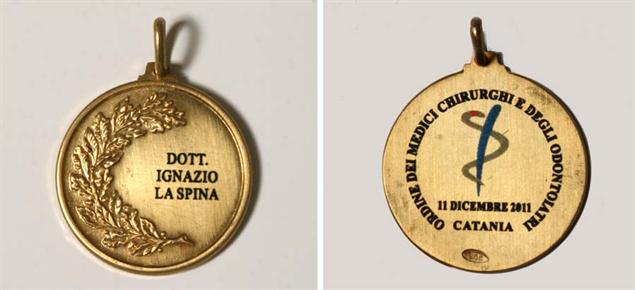 DOTT.
IGNAZIO
LA SPINA
ORDINE DEI MEDICI CHIRURGHI E DEGLI ODONTOIATRI
11 DICEMBRE 2011
CATANIA